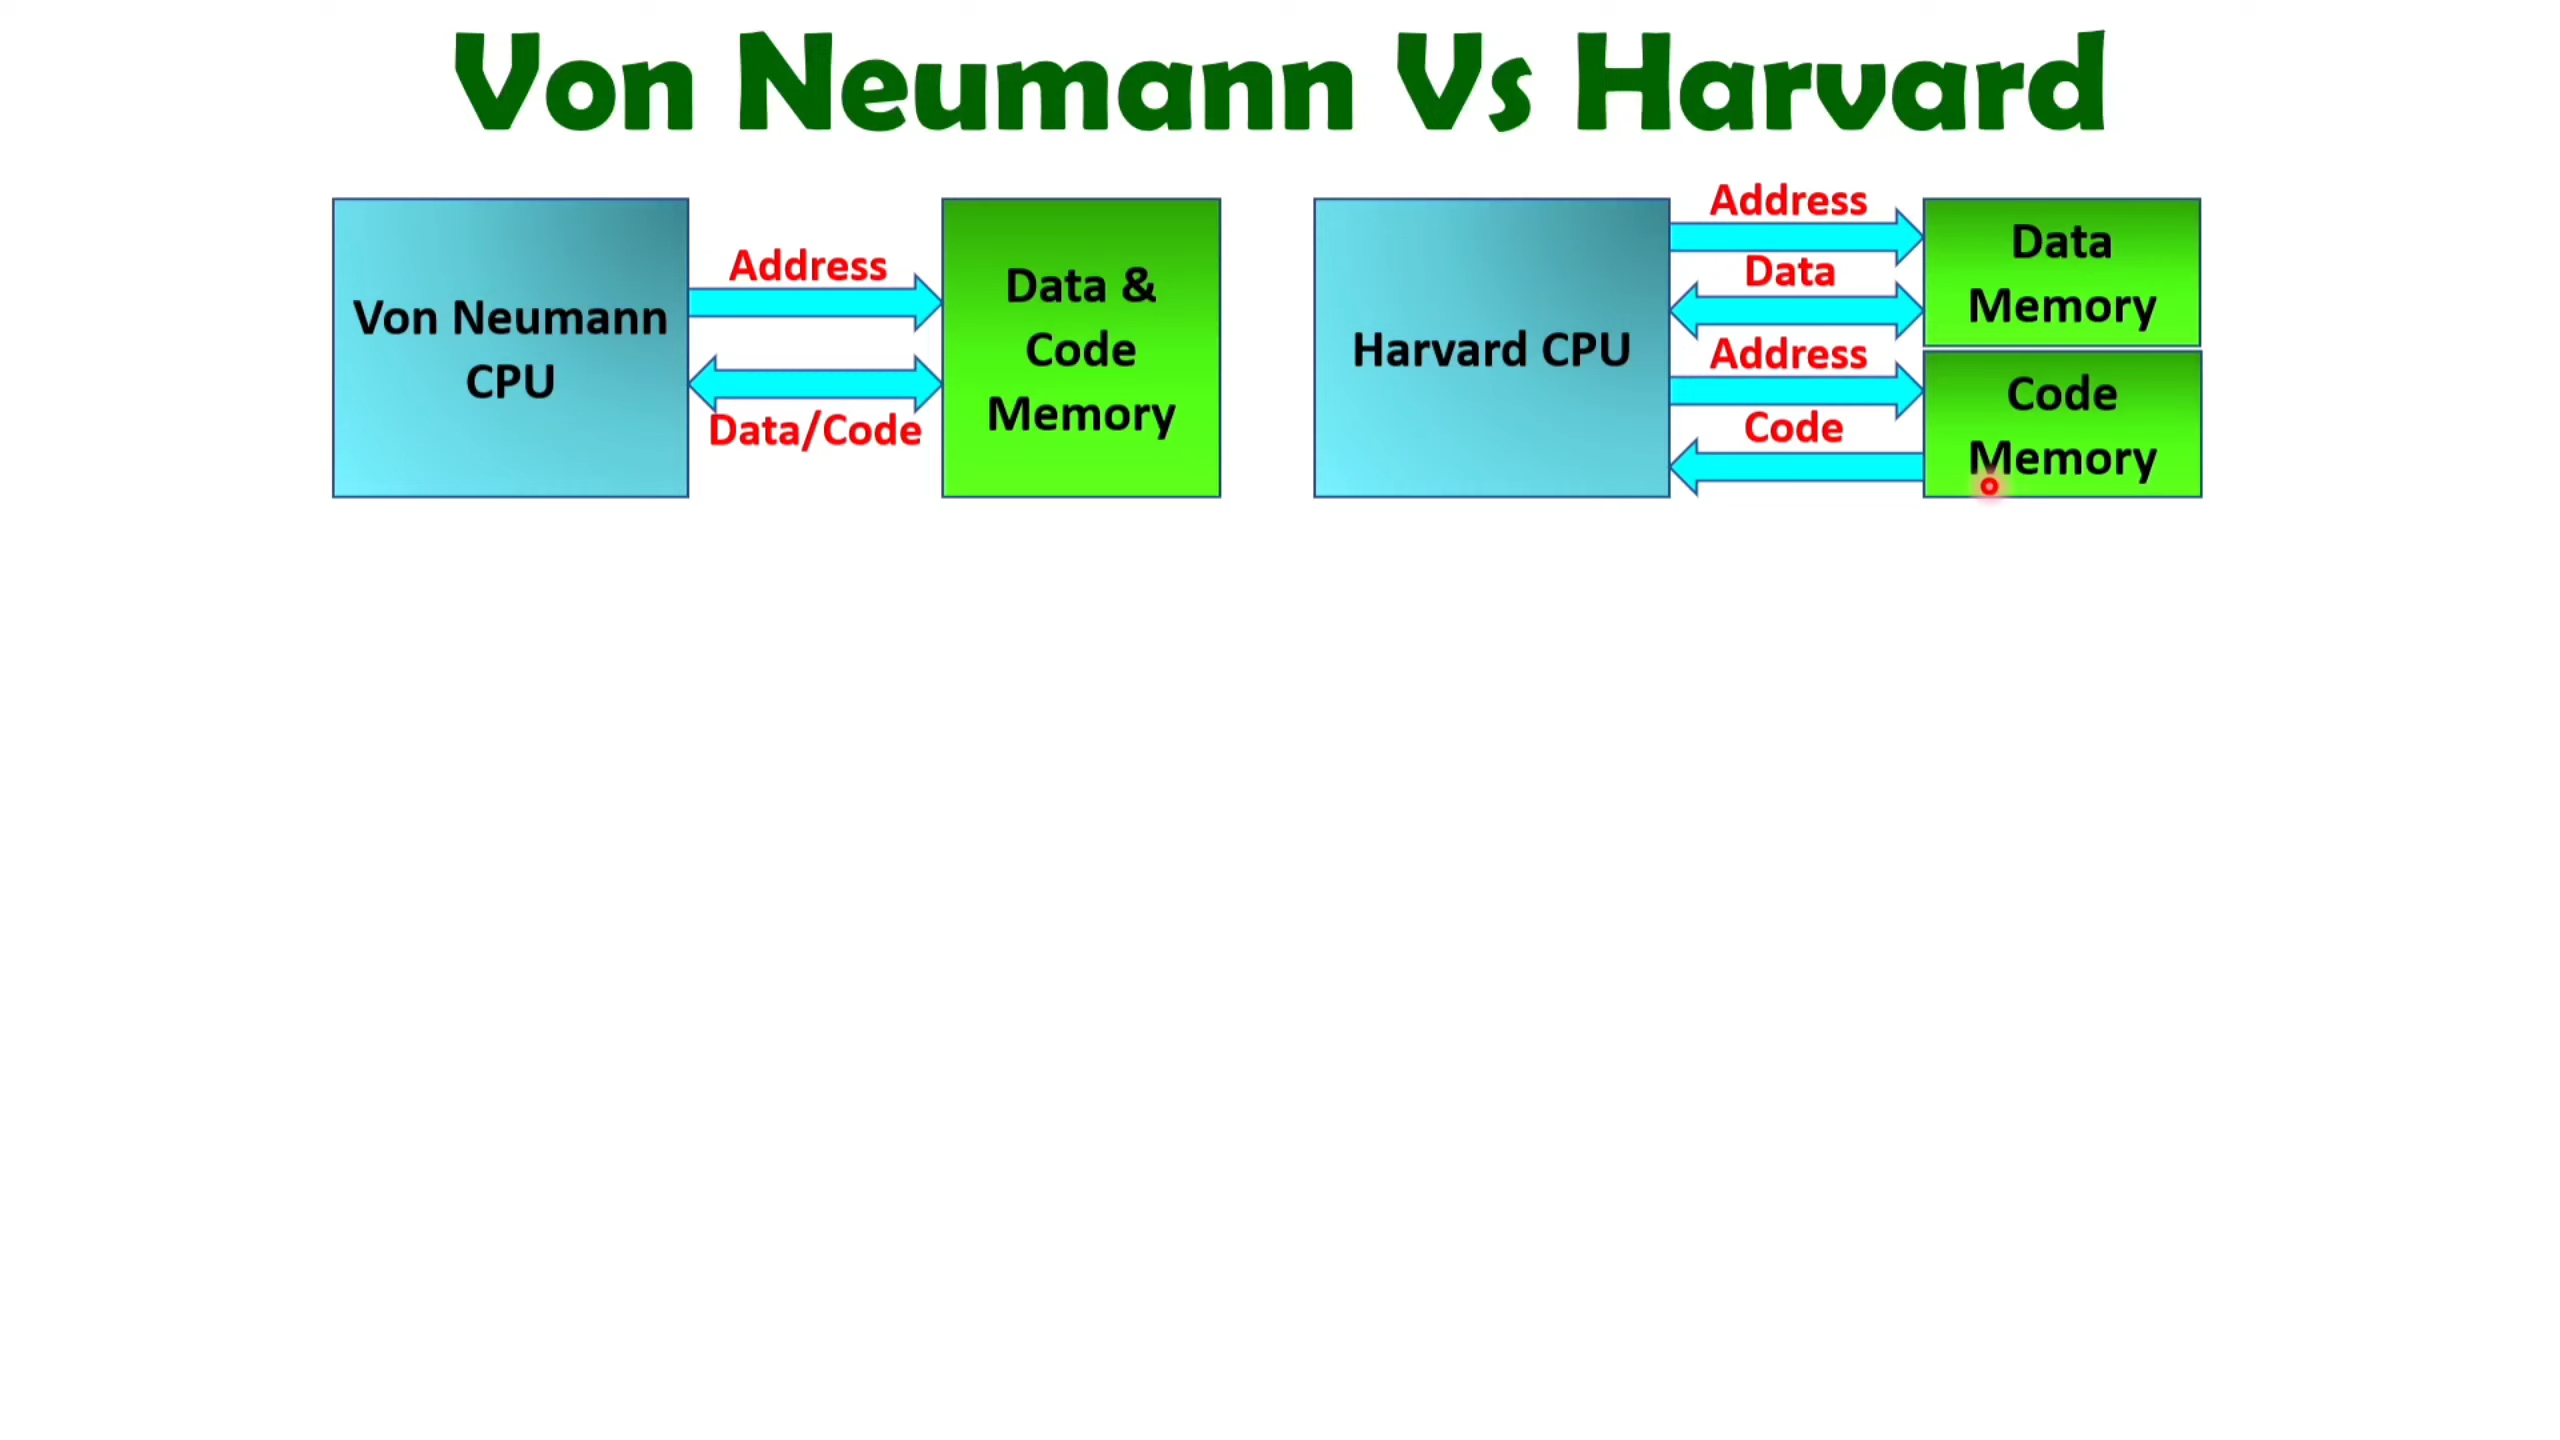 Von Neumann Vs Harvard
Von Neumann
CPU
Address
Data/Code
Data &
Code
Memory
Harvard CPU
Address
Data
Address
Code
Data
Memory
Code
Memory